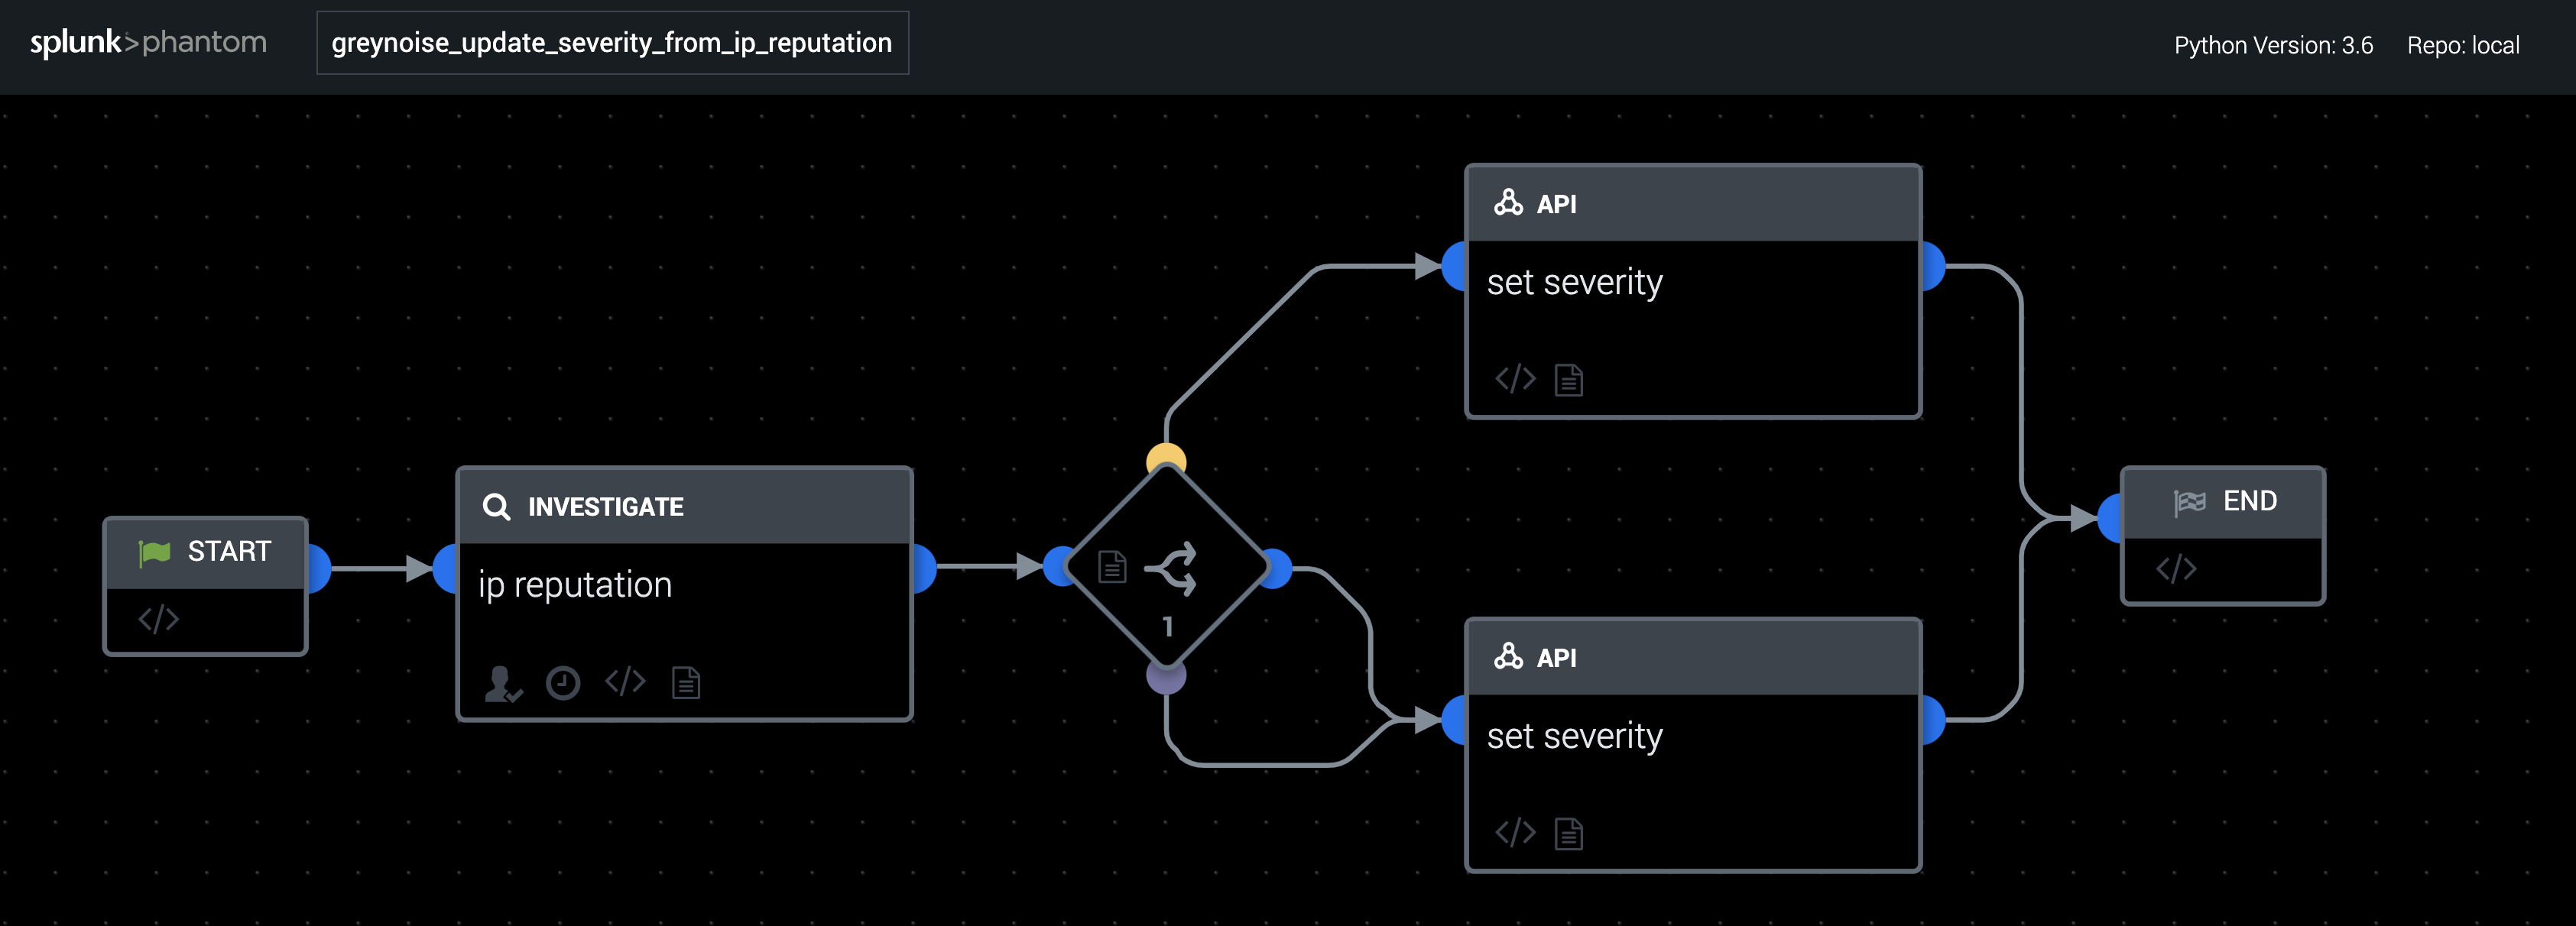 splunk>phantom
greynoise_update_severity_from_ip_reputation
Python Version: 3.6
Repo: local
START
</>
INVESTIGATE
ip reputation
</>
1
API
set severity
</>
API
set severity
</>
END
</>